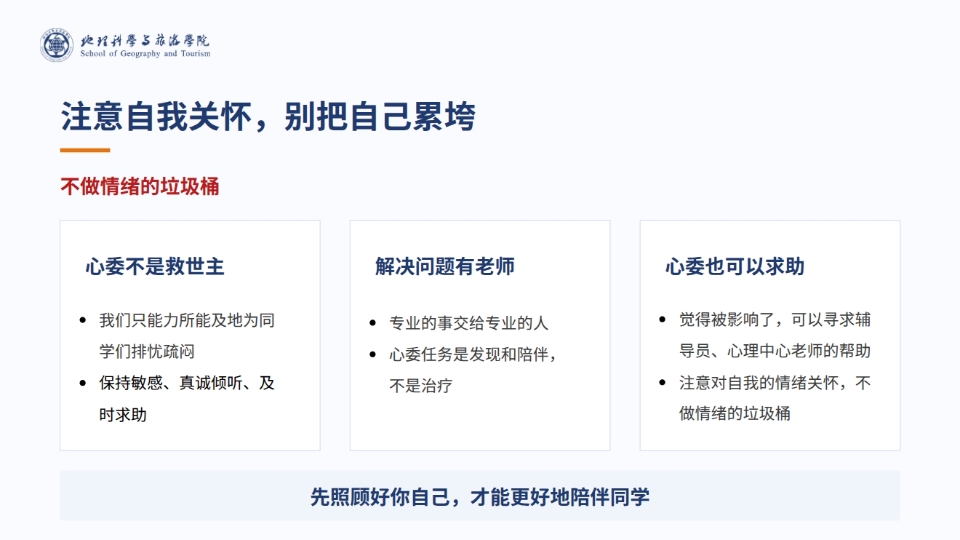 地理科学与旅游学院
School of Geography and Tourism
注意自我关怀，别把自己累垮
不做情绪的垃圾桶
心委不是救世主
• 我们只能力所能及地为同
学们排忧疏闷
• 保持敏感、真诚倾听、及
时求助
解决问题有老师
• 专业的事交给专业的人
• 心委任务是发现和陪伴，
不是治疗
心委也可以求助
• 觉得被影响了，可以寻求辅
导员、心理中心老师的帮助
• 注意对自我的情绪关怀，不
做情绪的垃圾桶
先照顾好你自己，才能更好地陪伴同学